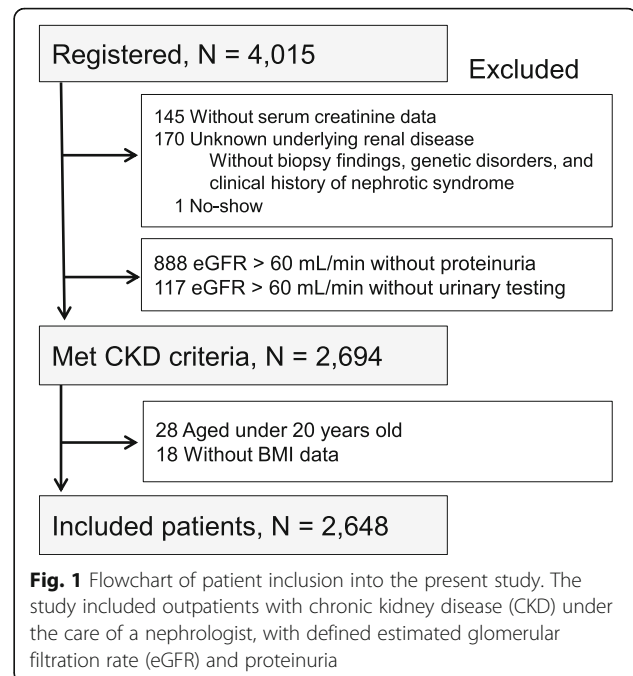 Registered, N = 4,015
Excluded
145 Without serum creatinine data
170 Unknown underlying renal disease
Without biopsy findings, genetic disorders, and
clinical history of nephrotic syndrome
1 No-show
888 eGFR > 60 mL/min without proteinuria
117 eGFR > 60 mL/min without urinary testing
Met CKD criteria, N = 2,694
28 Aged under 20 years old
18 Without BMI data
Included patients, N = 2,648
Fig. 1 Flowchart of patient inclusion into the present study. The
study included outpatients with chronic kidney disease (CKD) under
the care of a nephrologist, with defined estimated glomerular
filtration rate (eGFR) and proteinuria